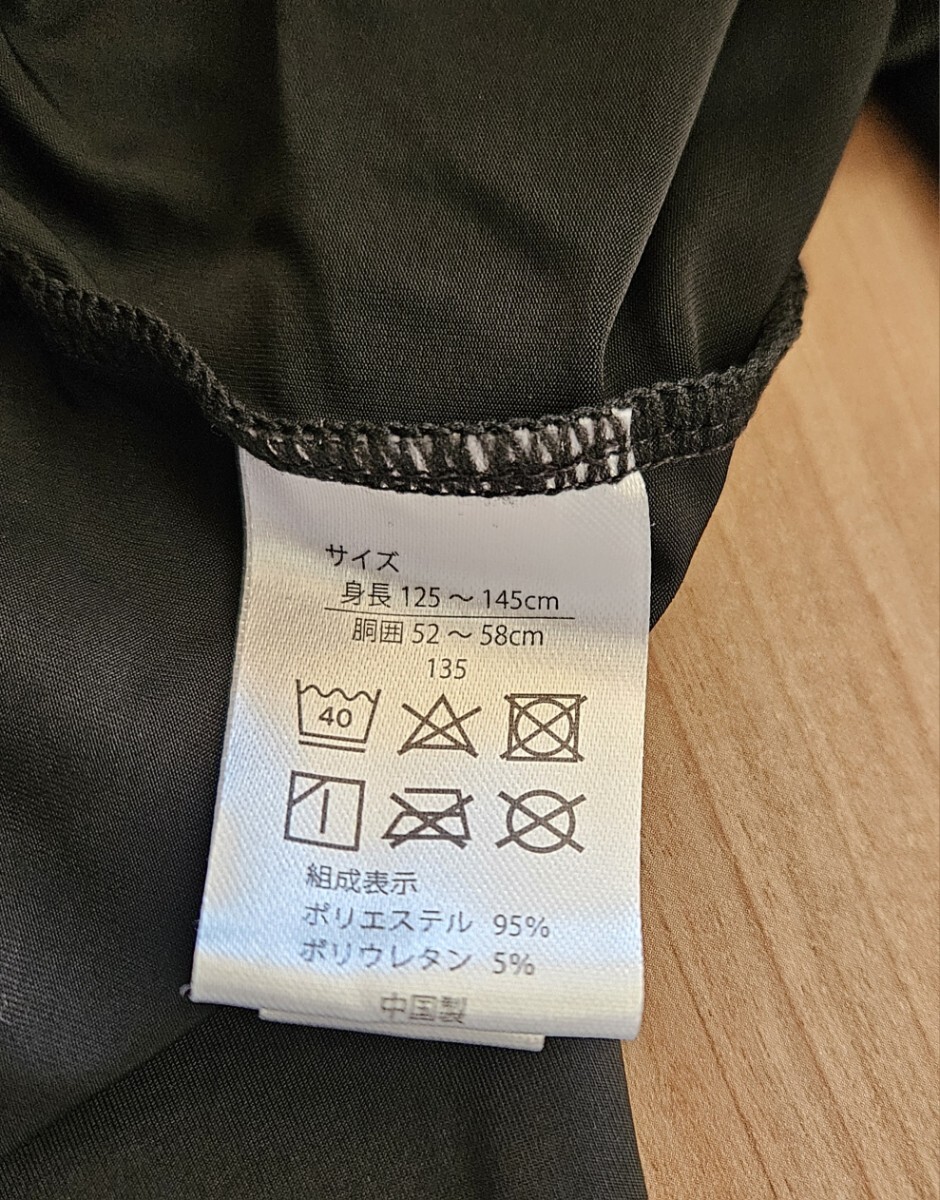 サイズ
身長 125 ～ 145cm
胴囲 52 ～ 58cm
135
40
組成表示
ポリエステル 95%
ポリウレタン 5%
中国製